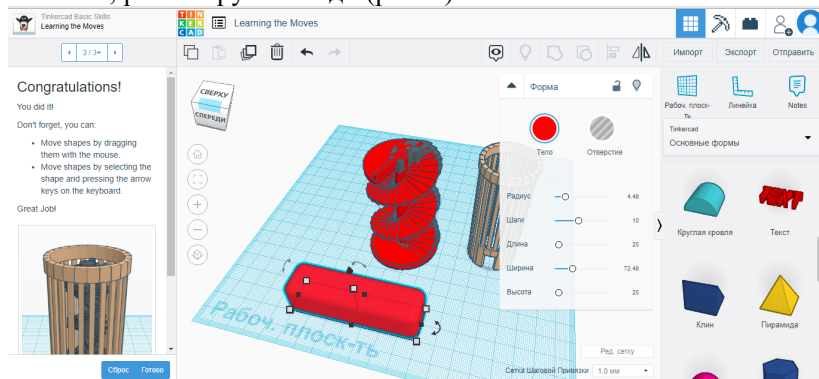 Tinkercad Basic Skills
Learning the Moves
TIN
KER
CAD
Learning the Moves
3 / 3
Импорт
Экспорт
Отправить
Congratulations!
You did it!
Don't forget, you can:
Move shapes by dragging them with the mouse.
Move shapes by selecting the shape and pressing the arrow keys on the keyboard.
Great Job!
Сброс
Готово
СВЕРХУ
СПЕРЕДИ
Рабоч. плоск-ть
Форма
Тело
Отверстие
Радиус 4.48
Шаги 10
Длина 20
Ширина 72.48
Высота 20
Ред. сетку
Сетка Шаговой Привязки 1,0 мм
Рабоч. плоск-
ть
Линейка
Notes
Tinkercad
Основные формы
ТЕКСТ
Круглая кровля
Текст
Клин
Пирамида